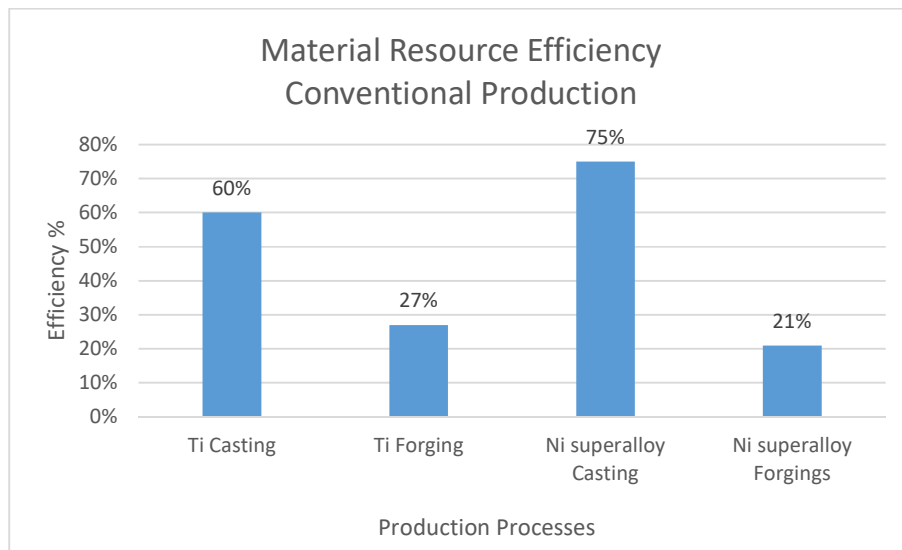 Material Resource Efficiency
Conventional Production
80%
70%
60%
50%
40%
30%
20%
10%
0%
Efficiency %
60%
27%
75%
21%
Ti Casting
Ti Forging
Ni superalloy
Casting
Ni superalloy
Forgings
Production Processes